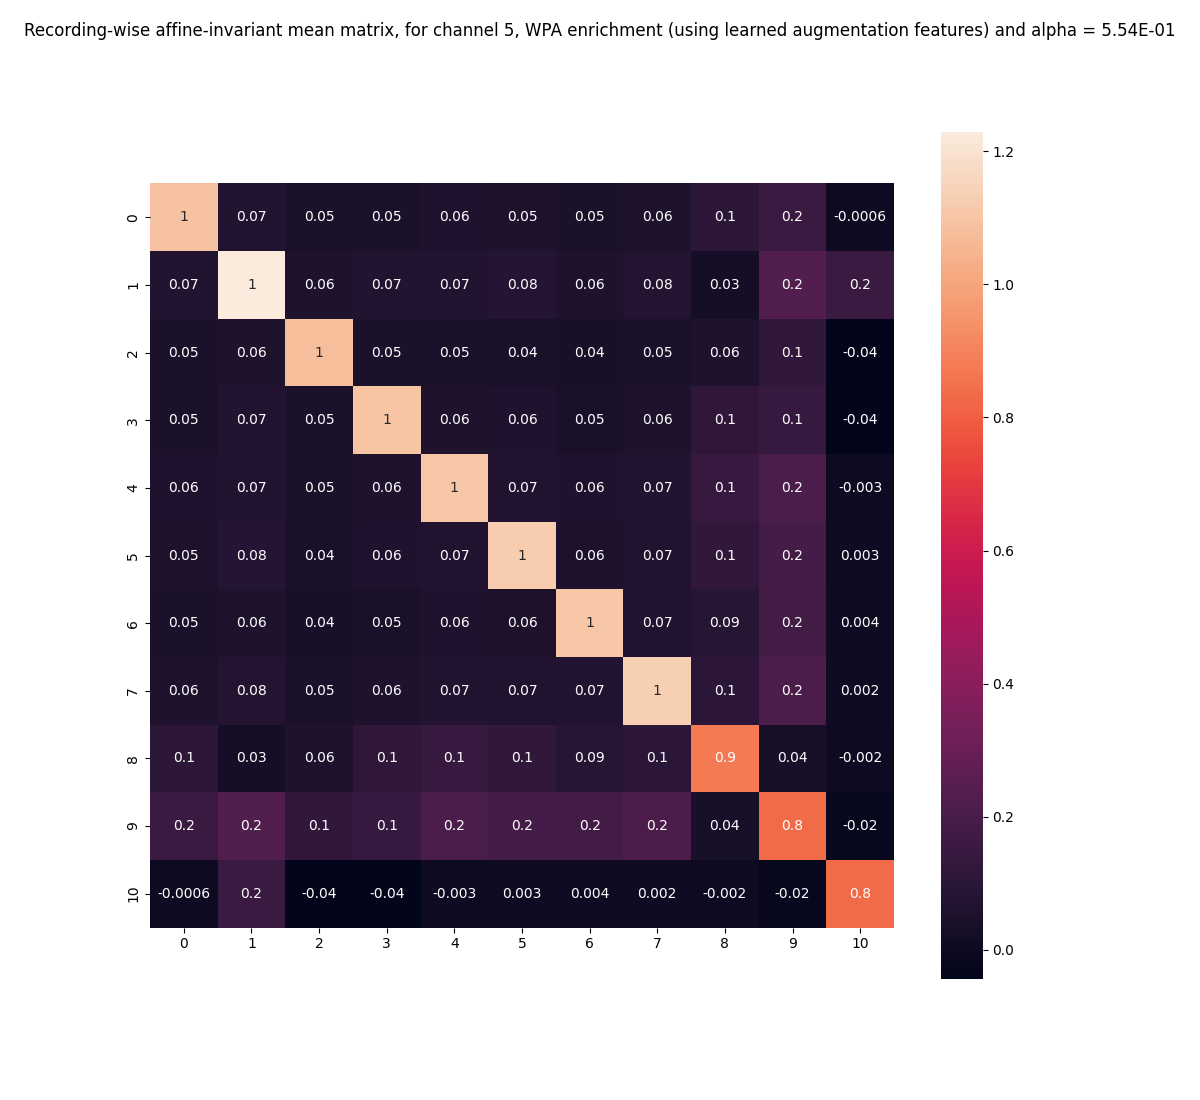 Recording-wise affine-invariant mean matrix, for channel 5, WPA enrichment (using learned augmentation features) and alpha = 5.54E-01
0 1 0.07 0.05 0.05 0.06 0.05 0.05 0.06 0.1 0.2 -0.0006
1 0.07 1 0.06 0.07 0.07 0.08 0.06 0.08 0.03 0.2 0.2
2 0.05 0.06 1 0.05 0.05 0.04 0.04 0.05 0.06 0.1 -0.04
3 0.05 0.07 0.05 1 0.06 0.06 0.05 0.06 0.1 0.1 -0.04
4 0.06 0.07 0.05 0.06 1 0.07 0.06 0.07 0.1 0.2 -0.003
5 0.05 0.08 0.04 0.06 0.07 1 0.06 0.07 0.1 0.2 0.003
6 0.05 0.06 0.04 0.05 0.06 0.06 1 0.07 0.09 0.2 0.004
7 0.06 0.08 0.05 0.06 0.07 0.07 0.07 1 0.1 0.2 0.002
8 0.1 0.03 0.06 0.1 0.1 0.1 0.09 0.1 0.9 0.04 -0.002
9 0.2 0.2 0.1 0.1 0.2 0.2 0.2 0.2 0.04 0.8 -0.02
10 -0.0006 0.2 -0.04 -0.04 -0.003 0.003 0.004 0.002 -0.002 -0.02 0.8
0 1 2 3 4 5 6 7 8 9 10
1.2
1.0
0.8
0.6
0.4
0.2
0.0